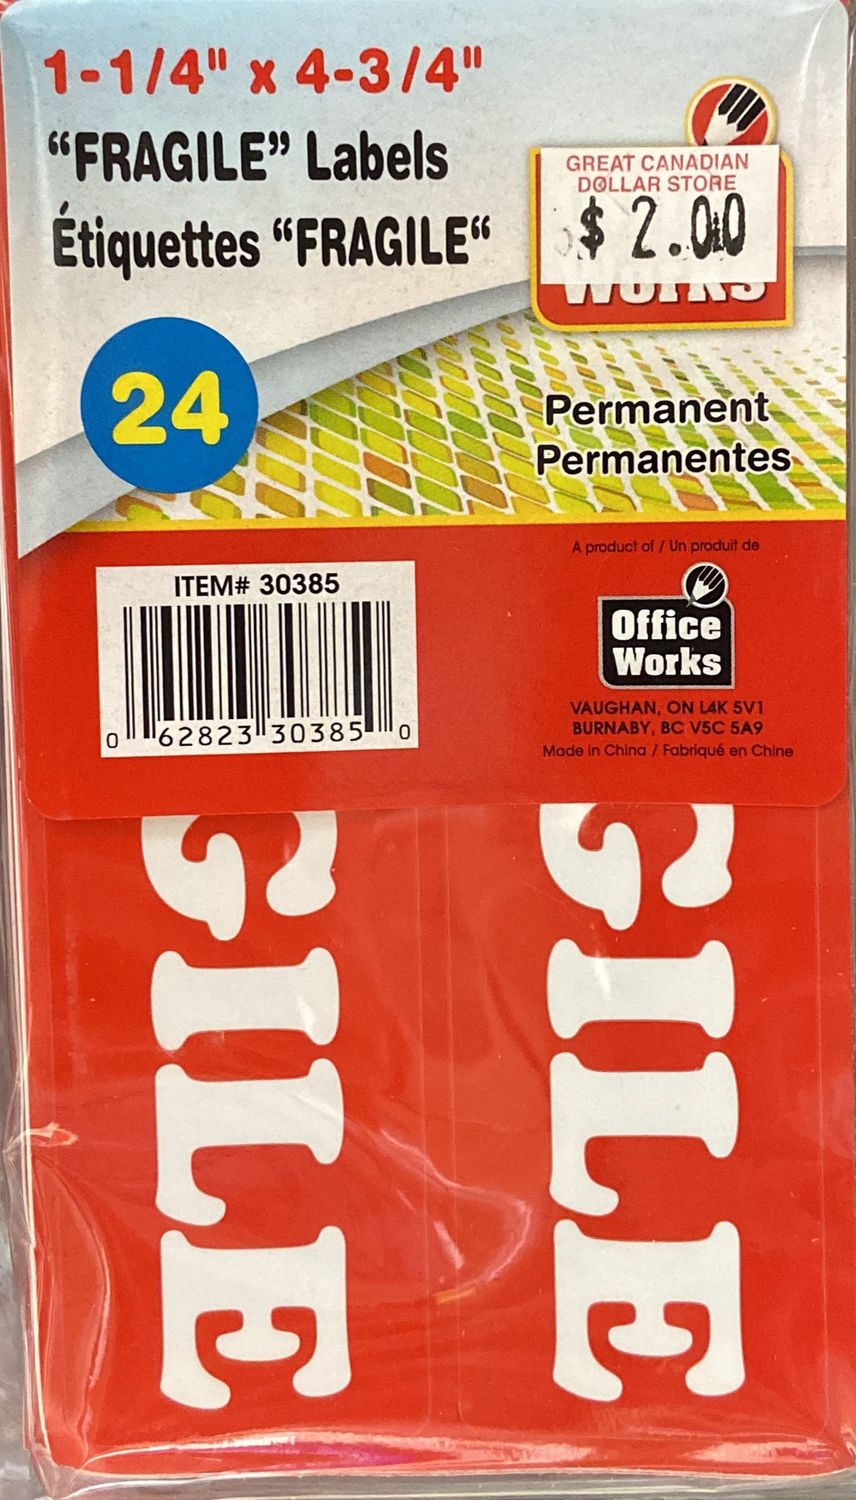 1-1/4" x 4-3/4"
“FRAGILE” Labels
Étiquettes “FRAGILE“
GREAT CANADIAN
DOLLAR STORE
$ 2.00
Works
24
Permanent
Permanentes
A product of / Un produit de
ITEM# 30385
0 62823 30385 0
Office
Works
VAUGHAN, ON L4K 5V1
BURNABY, BC V5C 5A9
Made in China / Fabriqué en Chine
GILE
GILE